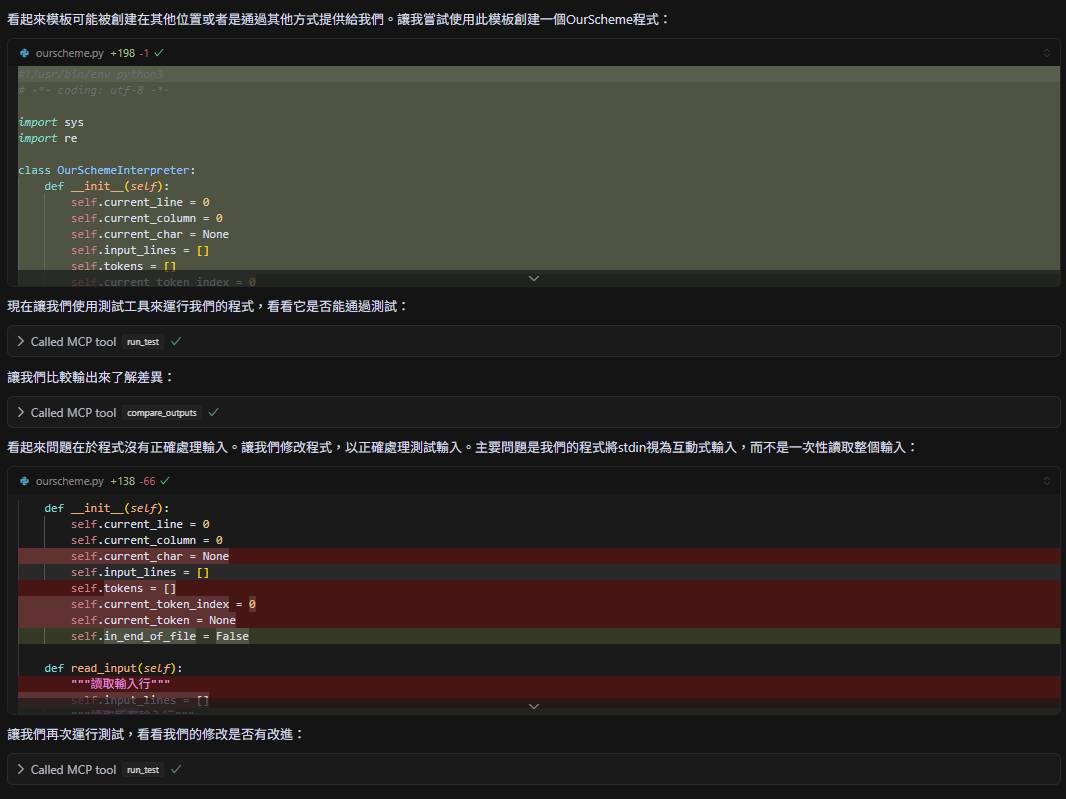 看起來模板可能被創建在其他位置或者是通過其他方式提供給我們。讓我嘗試使用此模板創建一個OurScheme程式：
ourscheme.py +198 -1
#!/usr/bin/env python3
# -*- coding: utf-8 -*-
import sys
import re
class OurSchemeInterpreter:
def __init__(self):
self.current_line = 0
self.current_column = 0
self.current_char = None
self.input_lines = []
self.tokens = []
self.current_token_index = 0
現在讓我們使用測試工具來運行我們的程式，看看它是否能通過測試：
Called MCP tool run_test
讓我們比較輸出來了解差異：
Called MCP tool compare_outputs
看起來問題在於程式沒有正確處理輸入。讓我們修改程式，以正確處理測試輸入。主要問題是我們的程式將stdin視為互動式輸入，而不是一次性讀取整個輸入：
ourscheme.py +138 -66
def __init__(self):
self.current_line = 0
self.current_column = 0
self.current_char = None
self.input_lines = []
self.tokens = []
self.current_token_index = 0
self.current_token = None
self.in_end_of_file = False
def read_input(self):
"""讀取輸入行"""
self.input_lines = []
讓我們再次運行測試，看看我們的修改是否有改進：
Called MCP tool run_test